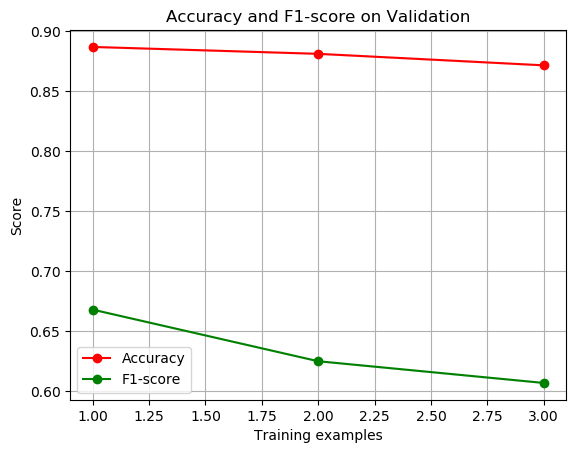 Accuracy and F1-score on Validation
0.90
0.85
0.80
0.75
0.70
0.65
0.60
Score
Accuracy
F1-score
1.00 1.25 1.50 1.75 2.00 2.25 2.50 2.75 3.00
Training examples